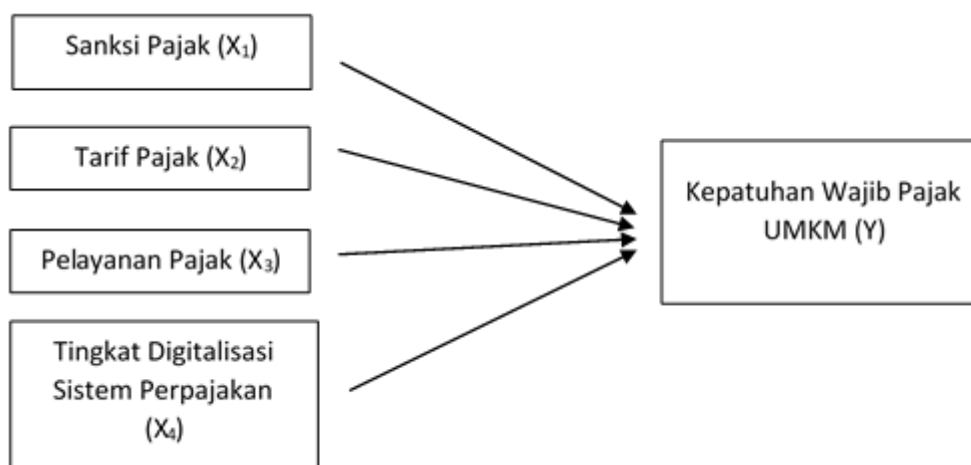 Sanksi Pajak (X₁)
Tarif Pajak (X₂)
Pelayanan Pajak (X₃)
Tingkat Digitalisasi
Sistem Perpajakan
(X₄)
Kepatuhan Wajib Pajak
UMKM (Y)